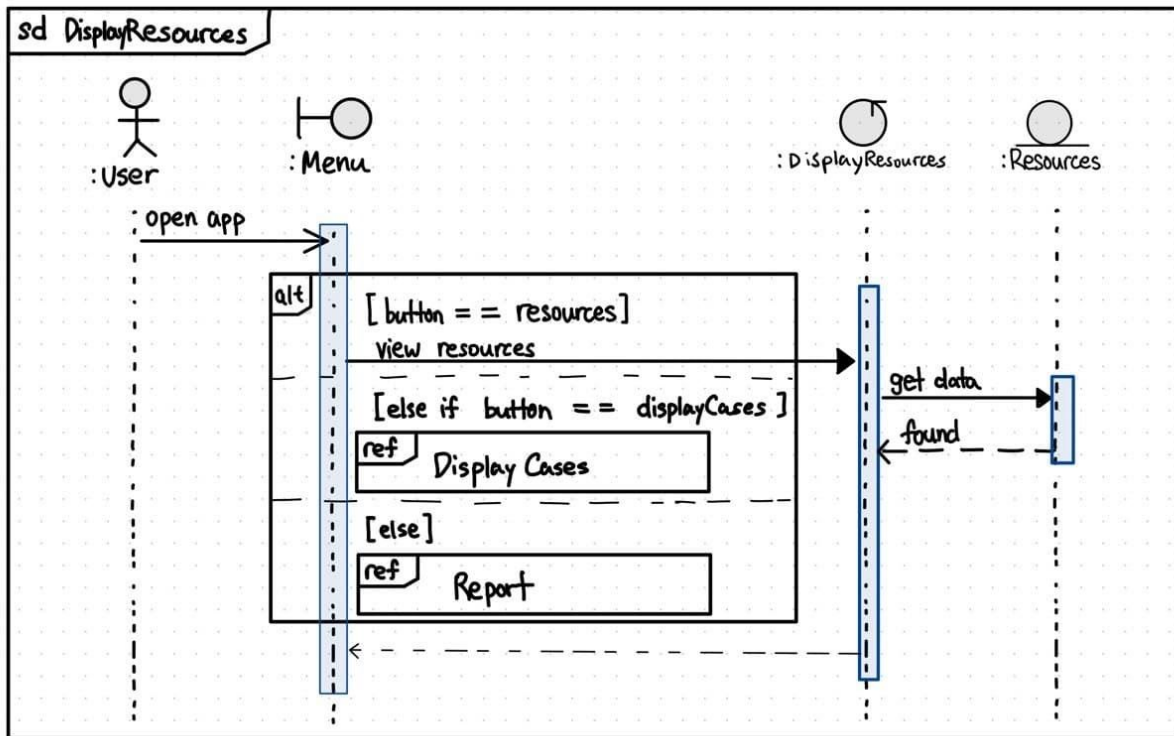 sd DisplayResources
:User
:Menu
:DisplayResources
:Resources
open app
alt
[button == resources]
view resources
get data
[else if button == displayCases]
found
ref
Display Cases
[else]
ref
Report